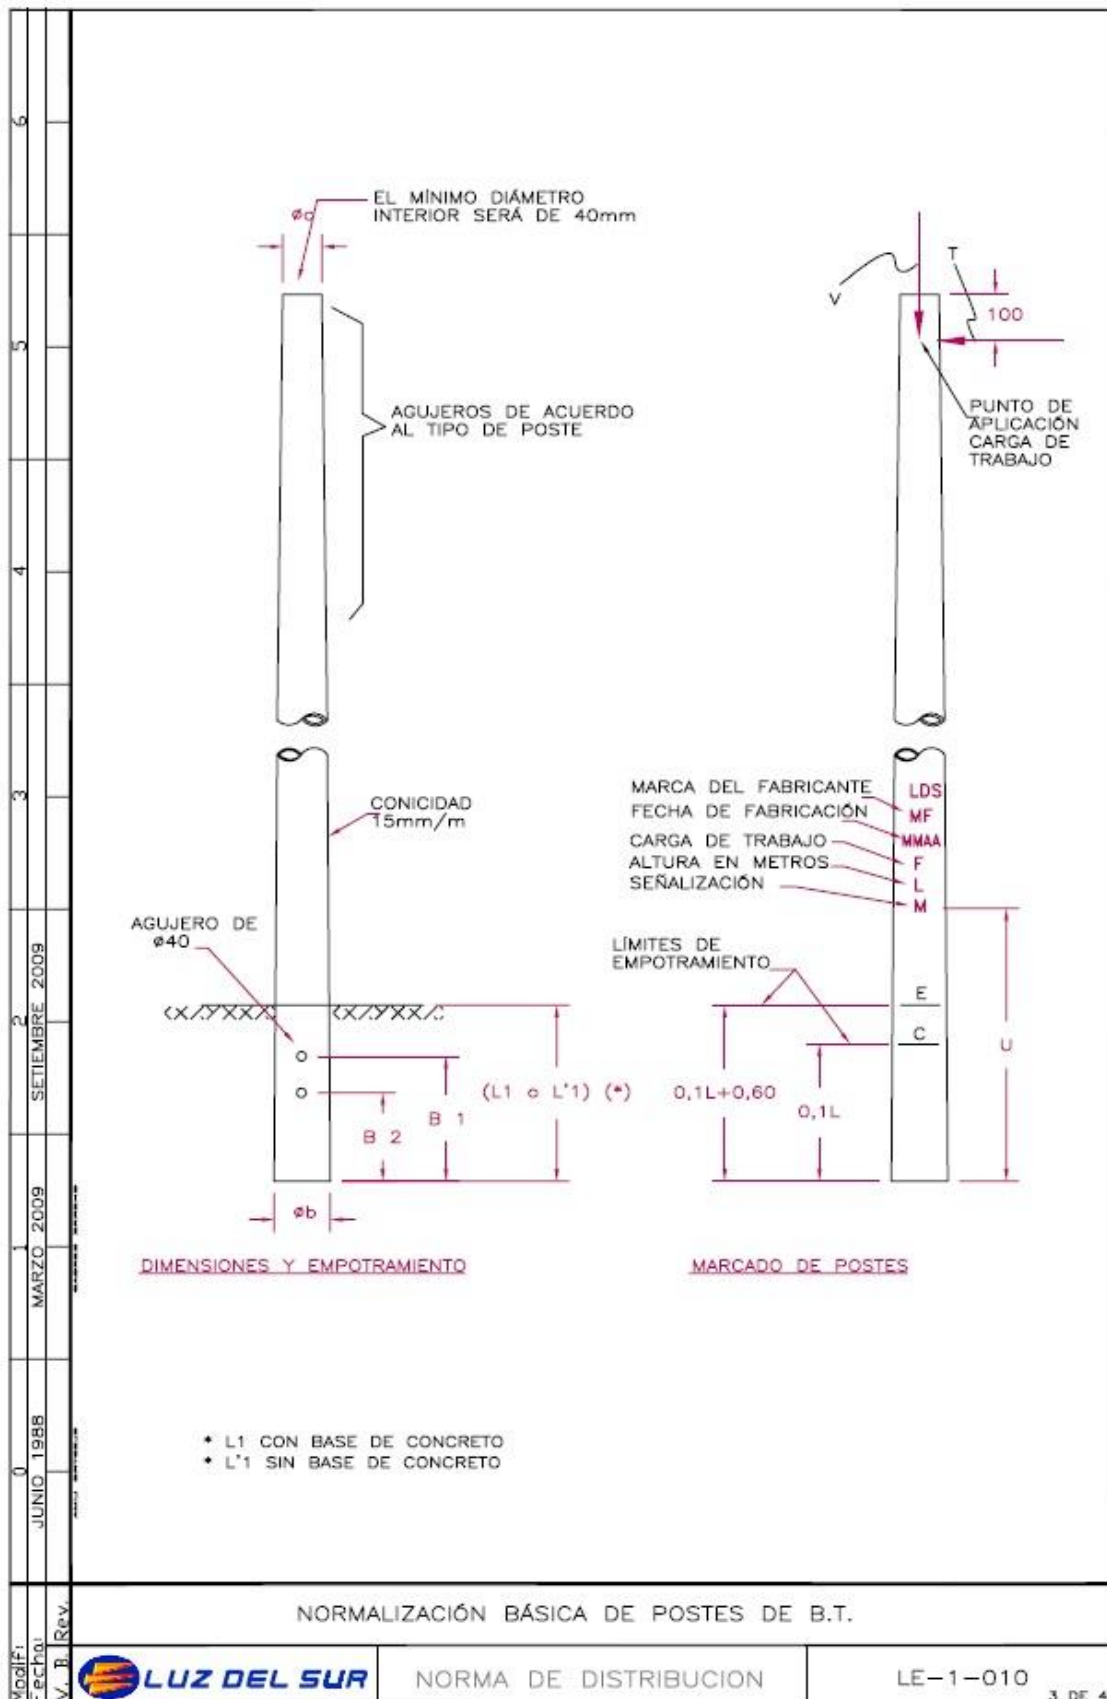 EL MÍNIMO DIÁMETRO
INTERIOR SERÁ DE 40mm
AGUJEROS DE ACUERDO
AL TIPO DE POSTE
CONICIDAD
15mm/m
AGUJERO DE
ø40
B 2
B 1
(L1 o L'1) (*)
øb
DIMENSIONES Y EMPOTRAMIENTO
V
T
100
PUNTO DE
APLICACIÓN
CARGA DE
TRABAJO
MARCA DEL FABRICANTE
FECHA DE FABRICACIÓN
CARGA DE TRABAJO
ALTURA EN METROS
SEÑALIZACIÓN
LDS
MF
MMAA
F
L
M
LÍMITES DE
EMPOTRAMIENTO
E
C
U
0,1L+0,60
0,1L
MARCADO DE POSTES
* L1 CON BASE DE CONCRETO
* L'1 SIN BASE DE CONCRETO
6
5
4
3
2
SETIEMBRE 2009
1
MARZO 2009
0
JUNIO 1988
Modif:
Fecha:
V. B. Rev.
NORMALIZACIÓN BÁSICA DE POSTES DE B.T.
LUZ DEL SUR
NORMA DE DISTRIBUCION
LE-1-010
3 DE 4